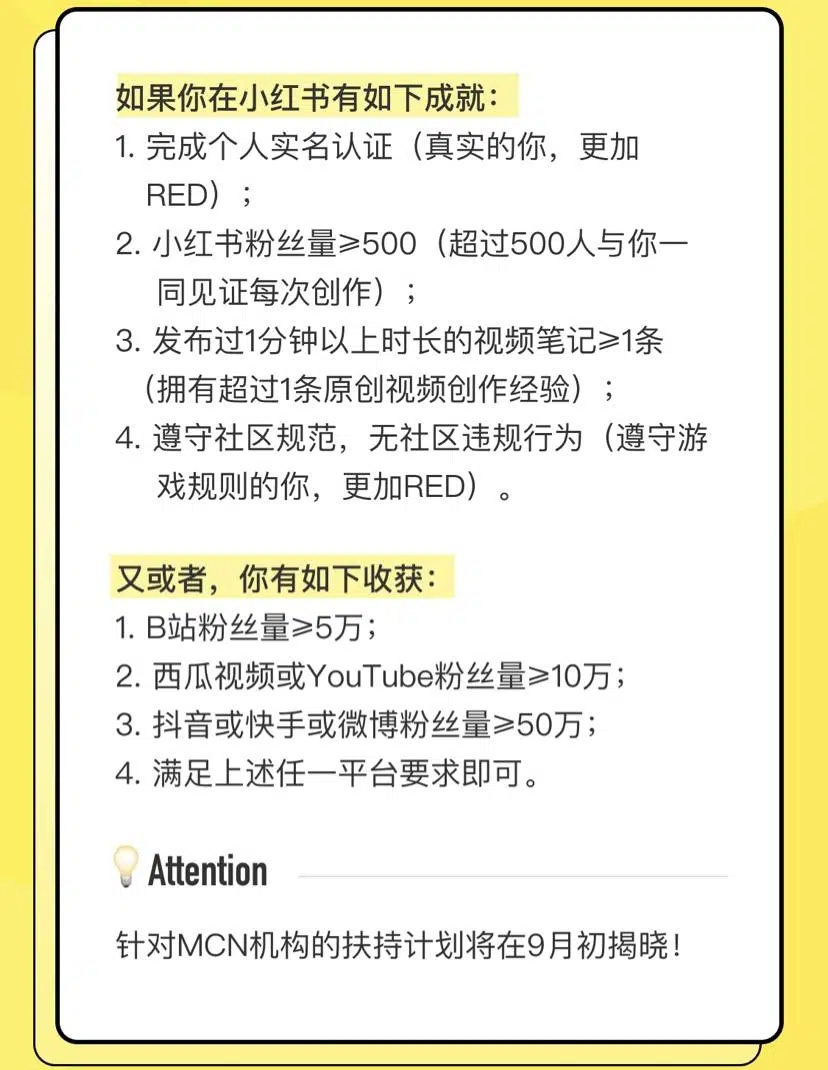 如果你在小红书有如下成就：
1. 完成个人实名认证（真实的你，更加
RED）；
2. 小红书粉丝量≥500（超过500人与你一
同见证每次创作）；
3. 发布过1分钟以上时长的视频笔记≥1条
（拥有超过1条原创视频创作经验）；
4. 遵守社区规范，无社区违规行为（遵守游
戏规则的你，更加RED）。
又或者，你有如下收获：
1. B站粉丝量≥5万；
2. 西瓜视频或YouTube粉丝量≥10万；
3. 抖音或快手或微博粉丝量≥50万；
4. 满足上述任一平台要求即可。
Attention
针对MCN机构的扶持计划将在9月初揭晓！